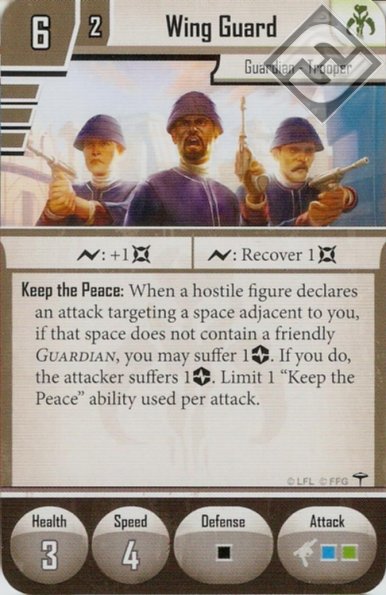 6
2
Wing Guard
Guardian - Trooper
: +1
: Recover 1
Keep the Peace: When a hostile figure declares
an attack targeting a space adjacent to you,
if that space does not contain a friendly
GUARDIAN, you may suffer 1. If you do,
the attacker suffers 1. Limit 1 “Keep the
Peace” ability used per attack.
© LFL © FFG
Health
Speed
Defense
Attack
3
4